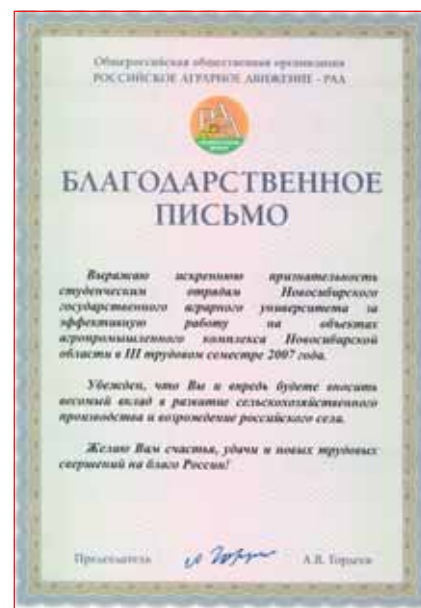 Общероссийская общественная организация
РОССИЙСКОЕ АГРАРНОЕ ДВИЖЕНИЕ - РАД
БЛАГОДАРСТВЕННОЕ
ПИСЬМО
Выражаю искреннюю признательность
студенческим отрядам Новосибирского
государственного аграрного университета за
эффективную работу на объектах
агропромышленного комплекса Новосибирской
области в III трудовом семестре 2007 года.
Убежден, что Вы и впредь будете вносить
весомый вклад в развитие сельскохозяйственного
производства и возрождение российского села.
Желаю Вам счастья, удачи и новых трудовых
свершений на благо России!
Председатель А.В. Гордеев